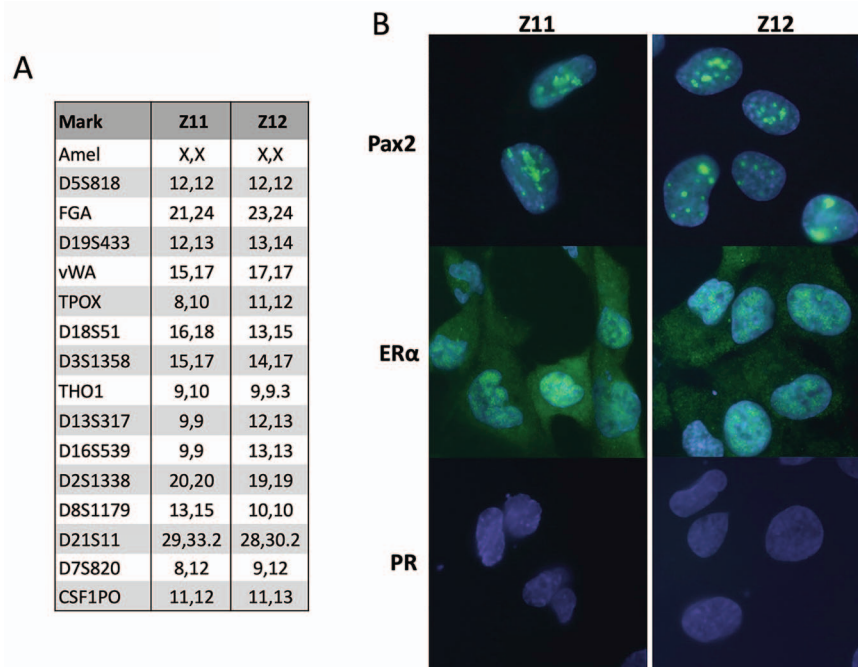 A
Mark Z11 Z12
Amel X,X X,X
D5S818 12,12 12,12
FGA 21,24 23,24
D19S433 12,13 13,14
vWA 15,17 17,17
TPOX 8,10 11,12
D18S51 16,18 13,15
D3S1358 15,17 14,17
THO1 9,10 9,9.3
D13S317 9,9 12,13
D16S539 9,9 13,13
D2S1338 20,20 19,19
D8S1179 13,15 10,10
D21S11 29,33.2 28,30.2
D7S820 8,12 9,12
CSF1PO 11,12 11,13
B
Z11 Z12
Pax2
ERα
PR